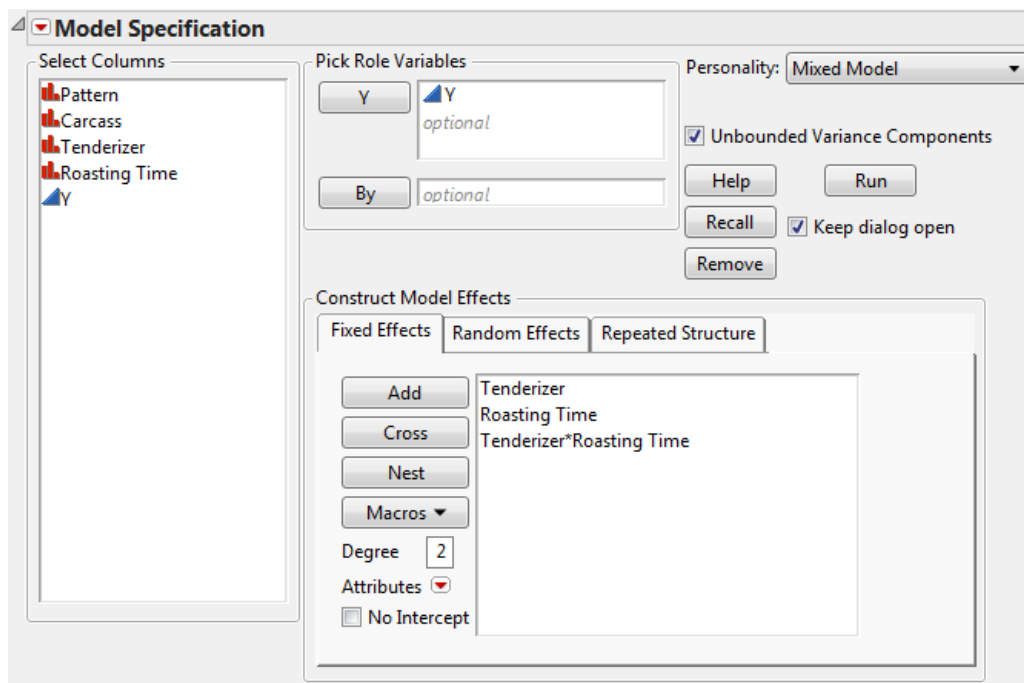 Model Specification
Select Columns
Pattern
Carcass
Tenderizer
Roasting Time
Y
Pick Role Variables
Y
Y
optional
By
optional
Personality: Mixed Model
Unbounded Variance Components
Help
Run
Recall
Keep dialog open
Remove
Construct Model Effects
Fixed Effects
Random Effects
Repeated Structure
Add
Cross
Nest
Macros
Degree 2
Attributes
No Intercept
Tenderizer
Roasting Time
Tenderizer*Roasting Time